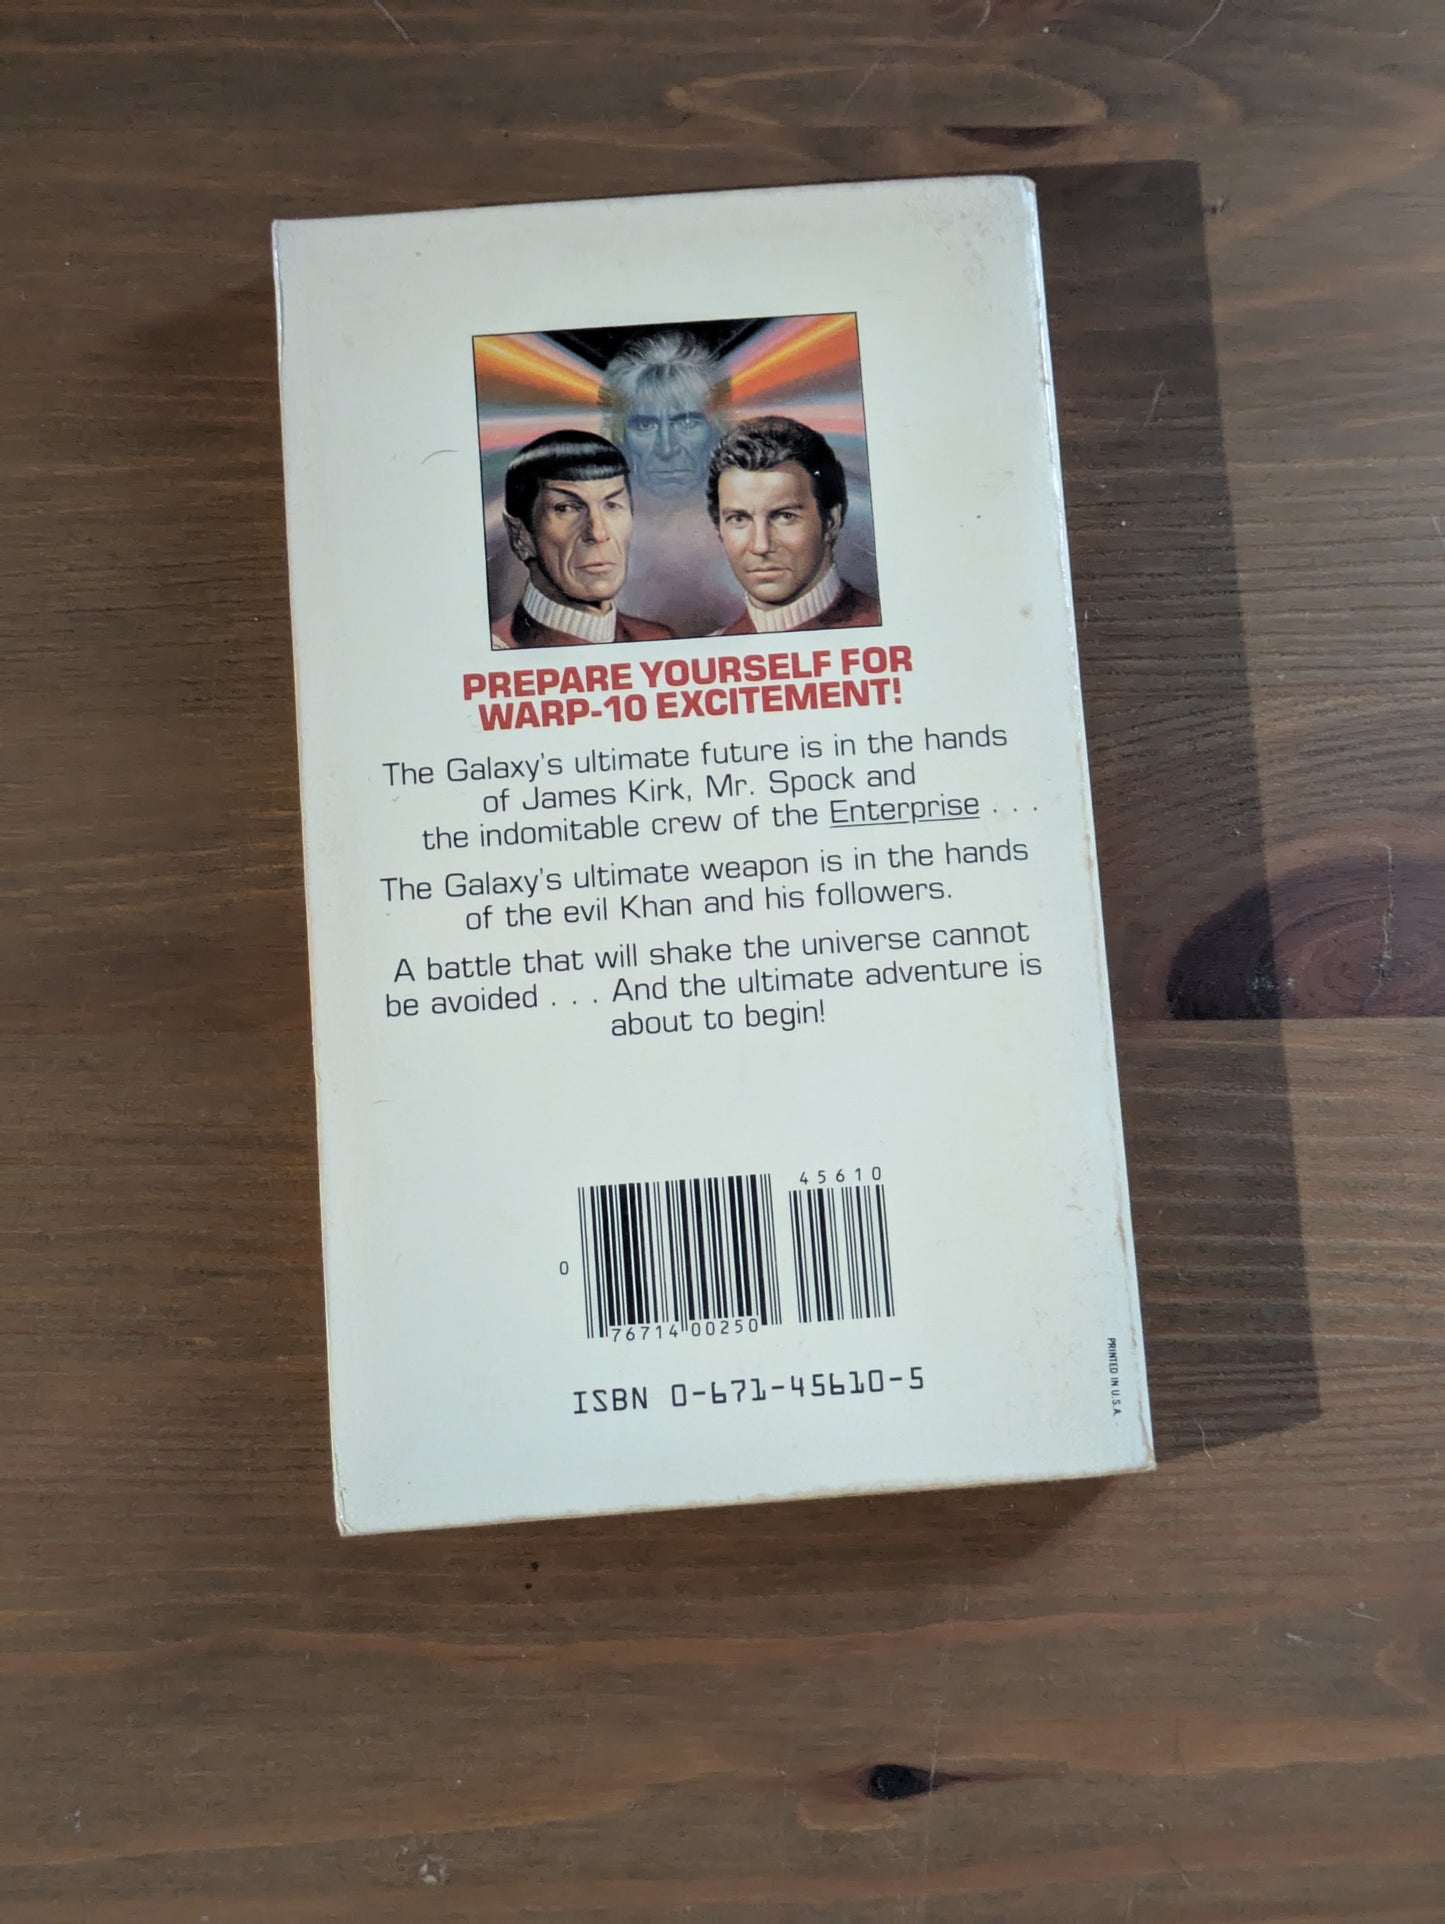 PREPARE YOURSELF FOR
WARP-10 EXCITEMENT!
The Galaxy's ultimate future is in the hands
of James Kirk, Mr. Spock and
the indomitable crew of the Enterprise . . .
The Galaxy's ultimate weapon is in the hands
of the evil Khan and his followers.
A battle that will shake the universe cannot
be avoided . . . And the ultimate adventure is
about to begin!
45610
0
76714 00250
ISBN 0-671-45610-5
PRINTED IN U.S.A.